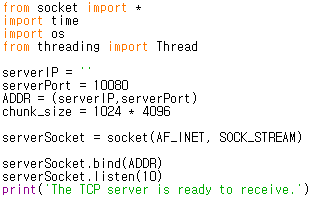 from socket import *
import time
import os
from threading import Thread
serverIP = ''
serverPort = 10080
ADDR = (serverIP,serverPort)
chunk_size = 1024 * 4096
serverSocket = socket(AF_INET, SOCK_STREAM)
serverSocket.bind(ADDR)
serverSocket.listen(10)
print('The TCP server is ready to receive.')